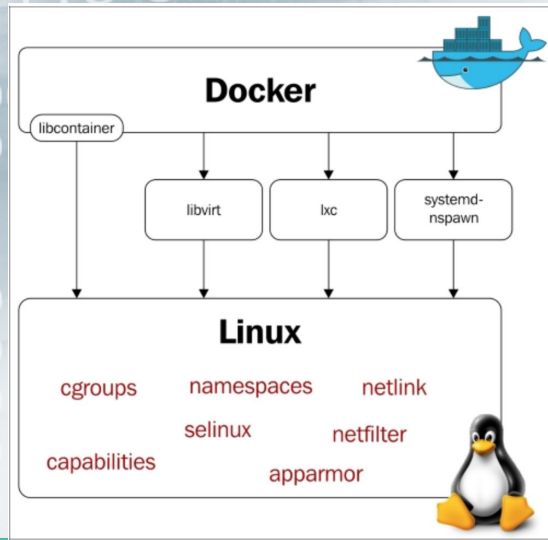 Docker
libcontainer
libvirt
lxc
systemd-
nspawn
Linux
cgroups
namespaces
netlink
selinux
netfilter
capabilities
apparmor